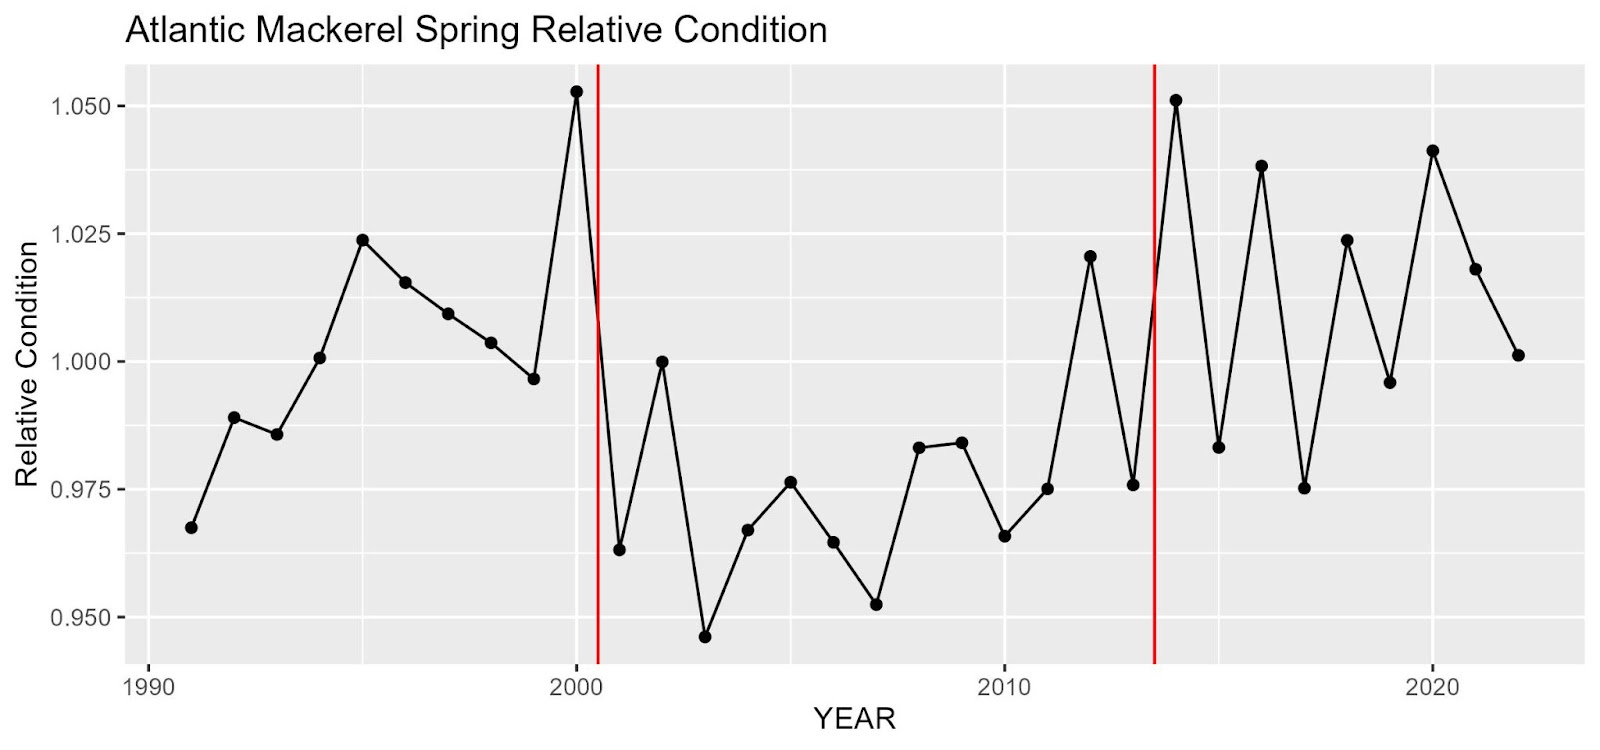 Atlantic Mackerel Spring Relative Condition
1.050
1.025
1.000
0.975
0.950
Relative Condition
1990 2000 2010 2020
YEAR